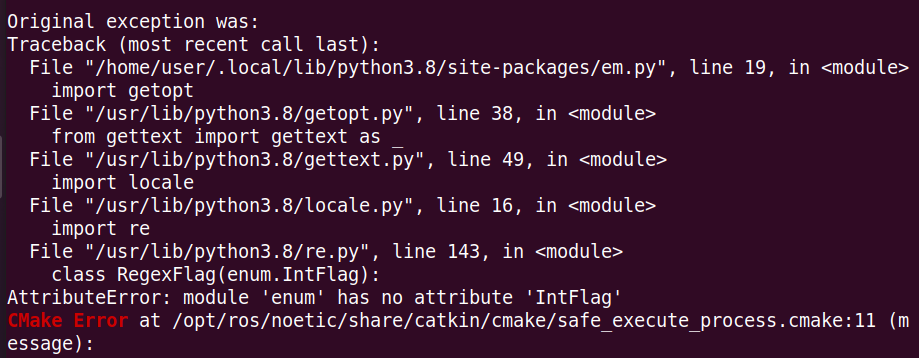 Original exception was:
Traceback (most recent call last):
  File "/home/user/.local/lib/python3.8/site-packages/em.py", line 19, in <module>
    import getopt
  File "/usr/lib/python3.8/getopt.py", line 38, in <module>
    from gettext import gettext as _
  File "/usr/lib/python3.8/gettext.py", line 49, in <module>
    import locale
  File "/usr/lib/python3.8/locale.py", line 16, in <module>
    import re
  File "/usr/lib/python3.8/re.py", line 143, in <module>
    class RegexFlag(enum.IntFlag):
AttributeError: module 'enum' has no attribute 'IntFlag'
CMake Error at /opt/ros/noetic/share/catkin/cmake/safe_execute_process.cmake:11 (m
essage):